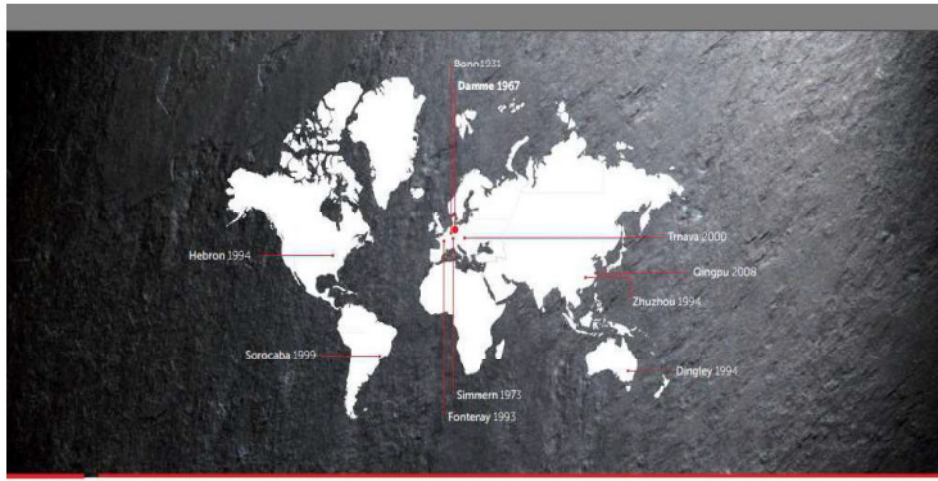 Bonn 1931
Damme 1967
Trnava 2000
Hebron 1994
Qingpu 2008
Zhuzhou 1994
Sorocaba 1999
Dingley 1994
Simmern 1973
Fonteray 1993